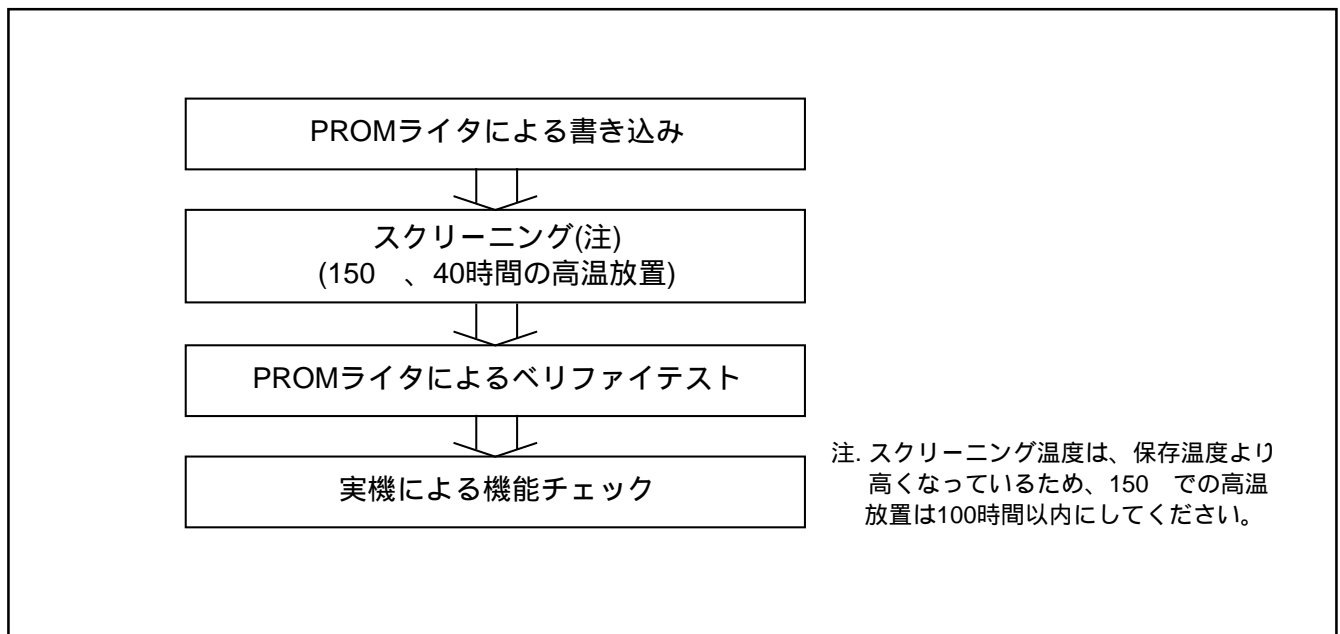 PROMライタによる書き込み
スクリーニング(注)
(150　、40時間の高温放置)
PROMライタによるベリファイテスト
実機による機能チェック
注. スクリーニング温度は、保存温度より
高くなっているため、150　での高温
放置は100時間以内にしてください。